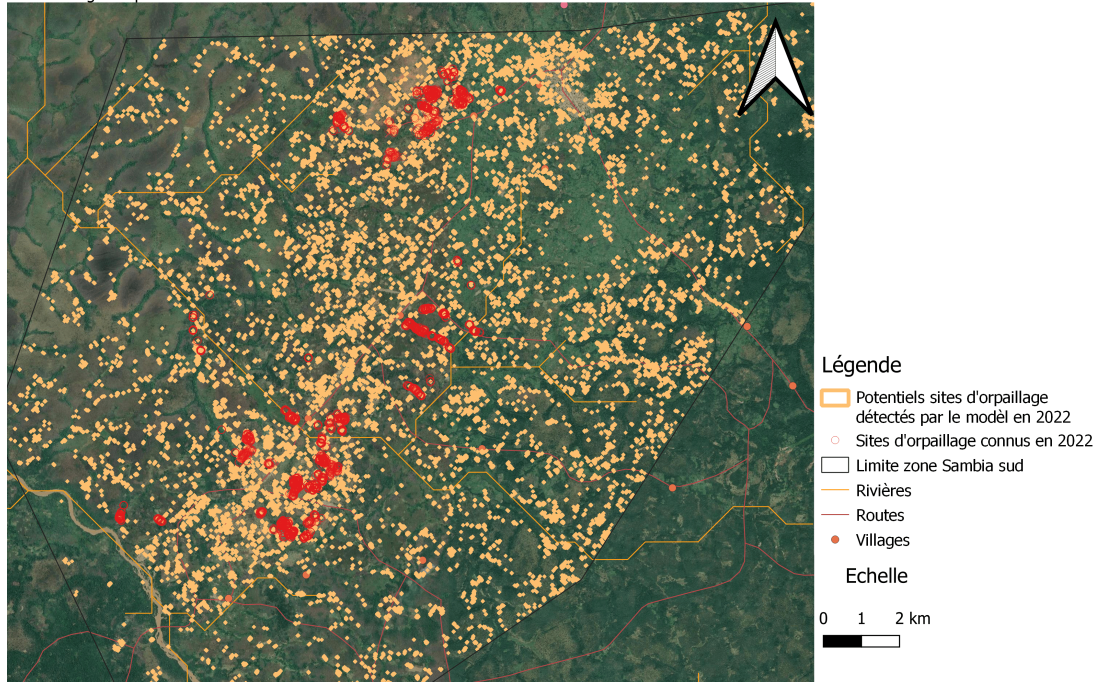 Légende
Potentiels sites d'orpaillage
détectés par le modèl en 2022
Sites d'orpaillage connus en 2022
Limite zone Sambia sud
Rivières
Routes
Villages
Echelle
0 1 2 km